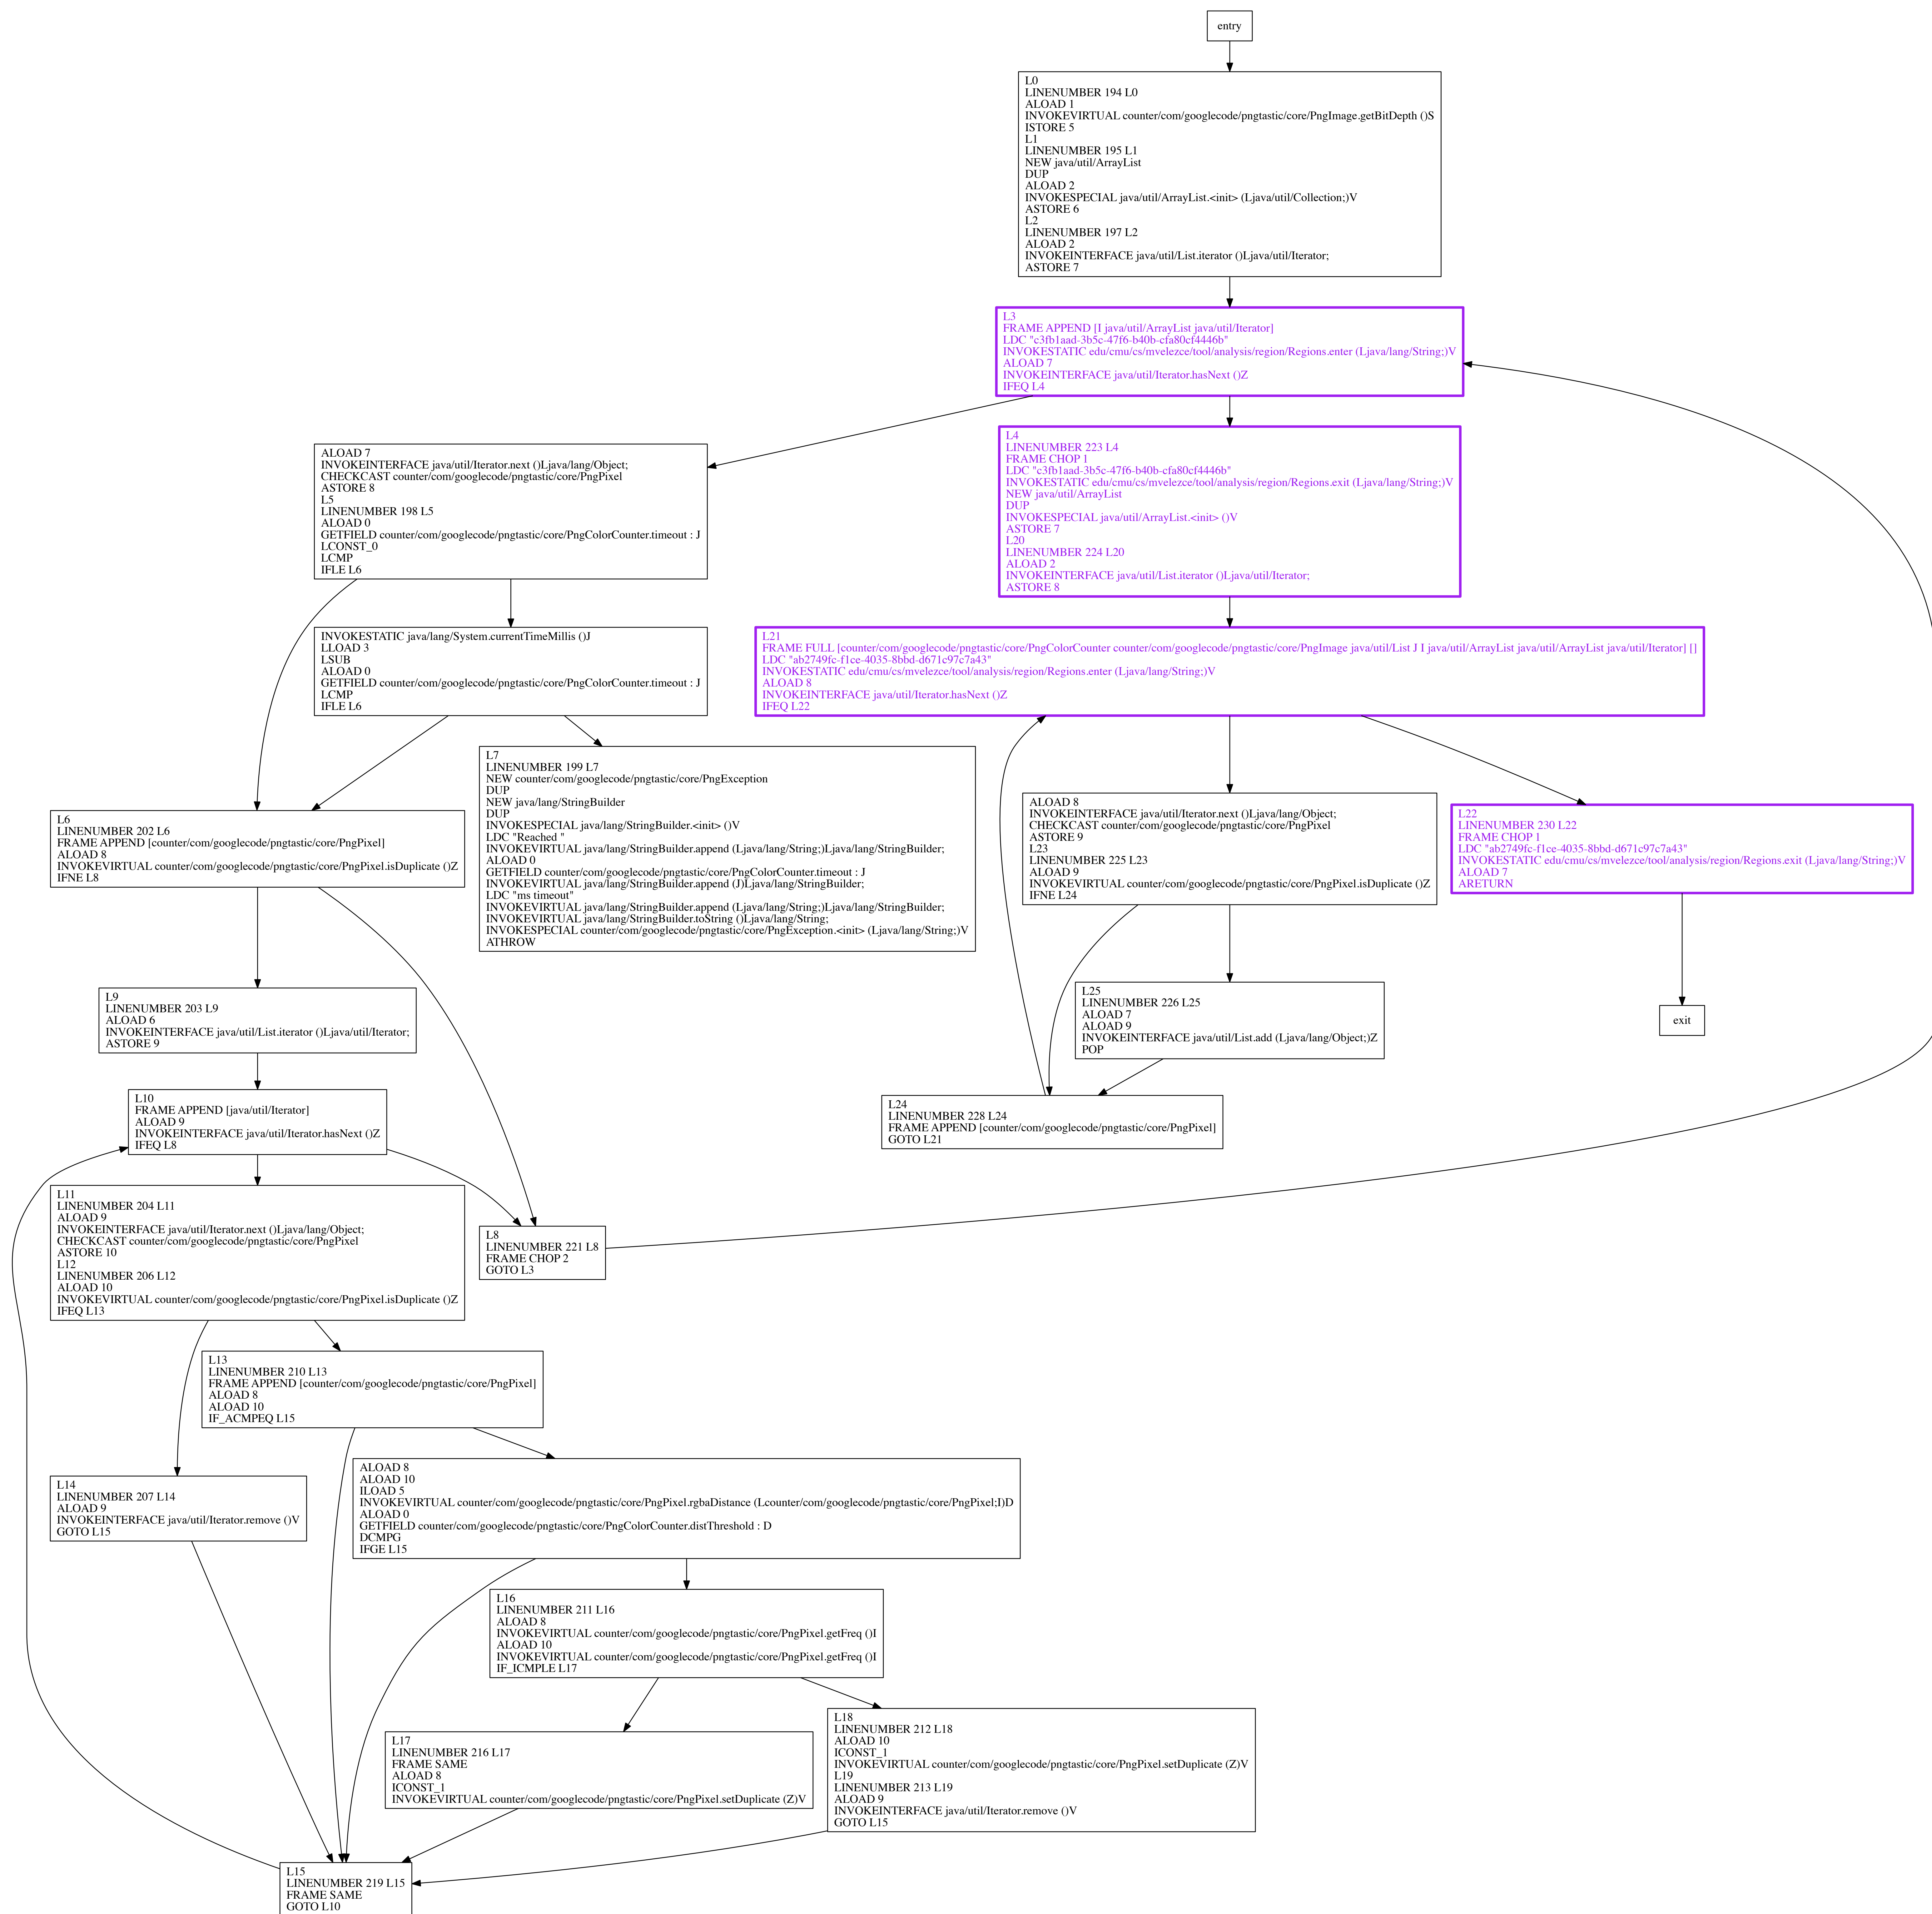 entry
L0
LINENUMBER 194 L0
ALOAD 1
INVOKEVIRTUAL counter/com/googlecode/pngtastic/core/PngImage.getBitDepth ()S
ISTORE 5
L1
LINENUMBER 195 L1
NEW java/util/ArrayList
DUP
ALOAD 2
INVOKESPECIAL java/util/ArrayList.<init> (Ljava/util/Collection;)V
ASTORE 6
L2
LINENUMBER 197 L2
ALOAD 2
INVOKEINTERFACE java/util/List.iterator ()Ljava/util/Iterator;
ASTORE 7
L3
FRAME APPEND [I java/util/ArrayList java/util/Iterator]
LDC "c3fb1aad-3b5c-47f6-b40b-cfa80cf4446b"
INVOKESTATIC edu/cmu/cs/mvelezce/tool/analysis/region/Regions.enter (Ljava/lang/String;)V
ALOAD 7
INVOKEINTERFACE java/util/Iterator.hasNext ()Z
IFEQ L4
ALOAD 7
INVOKEINTERFACE java/util/Iterator.next ()Ljava/lang/Object;
CHECKCAST counter/com/googlecode/pngtastic/core/PngPixel
ASTORE 8
L5
LINENUMBER 198 L5
ALOAD 0
GETFIELD counter/com/googlecode/pngtastic/core/PngColorCounter.timeout : J
LCONST_0
LCMP
IFLE L6
L4
LINENUMBER 223 L4
FRAME CHOP 1
LDC "c3fb1aad-3b5c-47f6-b40b-cfa80cf4446b"
INVOKESTATIC edu/cmu/cs/mvelezce/tool/analysis/region/Regions.exit (Ljava/lang/String;)V
NEW java/util/ArrayList
DUP
INVOKESPECIAL java/util/ArrayList.<init> ()V
ASTORE 7
L20
LINENUMBER 224 L20
ALOAD 2
INVOKEINTERFACE java/util/List.iterator ()Ljava/util/Iterator;
ASTORE 8
INVOKESTATIC java/lang/System.currentTimeMillis ()J
LLOAD 3
LSUB
ALOAD 0
GETFIELD counter/com/googlecode/pngtastic/core/PngColorCounter.timeout : J
LCMP
IFLE L6
L21
FRAME FULL [counter/com/googlecode/pngtastic/core/PngColorCounter counter/com/googlecode/pngtastic/core/PngImage java/util/List J I java/util/ArrayList java/util/ArrayList java/util/Iterator] []
LDC "ab2749fc-f1ce-4035-8bbd-d671c97c7a43"
INVOKESTATIC edu/cmu/cs/mvelezce/tool/analysis/region/Regions.enter (Ljava/lang/String;)V
ALOAD 8
INVOKEINTERFACE java/util/Iterator.hasNext ()Z
IFEQ L22
L7
LINENUMBER 199 L7
NEW counter/com/googlecode/pngtastic/core/PngException
DUP
NEW java/lang/StringBuilder
DUP
INVOKESPECIAL java/lang/StringBuilder.<init> ()V
LDC "Reached "
INVOKEVIRTUAL java/lang/StringBuilder.append (Ljava/lang/String;)Ljava/lang/StringBuilder;
ALOAD 0
GETFIELD counter/com/googlecode/pngtastic/core/PngColorCounter.timeout : J
INVOKEVIRTUAL java/lang/StringBuilder.append (J)Ljava/lang/StringBuilder;
LDC "ms timeout"
INVOKEVIRTUAL java/lang/StringBuilder.append (Ljava/lang/String;)Ljava/lang/StringBuilder;
INVOKEVIRTUAL java/lang/StringBuilder.toString ()Ljava/lang/String;
INVOKESPECIAL counter/com/googlecode/pngtastic/core/PngException.<init> (Ljava/lang/String;)V
ATHROW
L6
LINENUMBER 202 L6
FRAME APPEND [counter/com/googlecode/pngtastic/core/PngPixel]
ALOAD 8
INVOKEVIRTUAL counter/com/googlecode/pngtastic/core/PngPixel.isDuplicate ()Z
IFNE L8
ALOAD 8
INVOKEINTERFACE java/util/Iterator.next ()Ljava/lang/Object;
CHECKCAST counter/com/googlecode/pngtastic/core/PngPixel
ASTORE 9
L23
LINENUMBER 225 L23
ALOAD 9
INVOKEVIRTUAL counter/com/googlecode/pngtastic/core/PngPixel.isDuplicate ()Z
IFNE L24
L22
LINENUMBER 230 L22
FRAME CHOP 1
LDC "ab2749fc-f1ce-4035-8bbd-d671c97c7a43"
INVOKESTATIC edu/cmu/cs/mvelezce/tool/analysis/region/Regions.exit (Ljava/lang/String;)V
ALOAD 7
ARETURN
L9
LINENUMBER 203 L9
ALOAD 6
INVOKEINTERFACE java/util/List.iterator ()Ljava/util/Iterator;
ASTORE 9
L25
LINENUMBER 226 L25
ALOAD 7
ALOAD 9
INVOKEINTERFACE java/util/List.add (Ljava/lang/Object;)Z
POP
exit
L10
FRAME APPEND [java/util/Iterator]
ALOAD 9
INVOKEINTERFACE java/util/Iterator.hasNext ()Z
IFEQ L8
L24
LINENUMBER 228 L24
FRAME APPEND [counter/com/googlecode/pngtastic/core/PngPixel]
GOTO L21
L11
LINENUMBER 204 L11
ALOAD 9
INVOKEINTERFACE java/util/Iterator.next ()Ljava/lang/Object;
CHECKCAST counter/com/googlecode/pngtastic/core/PngPixel
ASTORE 10
L12
LINENUMBER 206 L12
ALOAD 10
INVOKEVIRTUAL counter/com/googlecode/pngtastic/core/PngPixel.isDuplicate ()Z
IFEQ L13
L8
LINENUMBER 221 L8
FRAME CHOP 2
GOTO L3
L13
LINENUMBER 210 L13
FRAME APPEND [counter/com/googlecode/pngtastic/core/PngPixel]
ALOAD 8
ALOAD 10
IF_ACMPEQ L15
L14
LINENUMBER 207 L14
ALOAD 9
INVOKEINTERFACE java/util/Iterator.remove ()V
GOTO L15
ALOAD 8
ALOAD 10
ILOAD 5
INVOKEVIRTUAL counter/com/googlecode/pngtastic/core/PngPixel.rgbaDistance (Lcounter/com/googlecode/pngtastic/core/PngPixel;I)D
ALOAD 0
GETFIELD counter/com/googlecode/pngtastic/core/PngColorCounter.distThreshold : D
DCMPG
IFGE L15
L16
LINENUMBER 211 L16
ALOAD 8
INVOKEVIRTUAL counter/com/googlecode/pngtastic/core/PngPixel.getFreq ()I
ALOAD 10
INVOKEVIRTUAL counter/com/googlecode/pngtastic/core/PngPixel.getFreq ()I
IF_ICMPLE L17
L17
LINENUMBER 216 L17
FRAME SAME
ALOAD 8
ICONST_1
INVOKEVIRTUAL counter/com/googlecode/pngtastic/core/PngPixel.setDuplicate (Z)V
L18
LINENUMBER 212 L18
ALOAD 10
ICONST_1
INVOKEVIRTUAL counter/com/googlecode/pngtastic/core/PngPixel.setDuplicate (Z)V
L19
LINENUMBER 213 L19
ALOAD 9
INVOKEINTERFACE java/util/Iterator.remove ()V
GOTO L15
L15
LINENUMBER 219 L15
FRAME SAME
GOTO L10